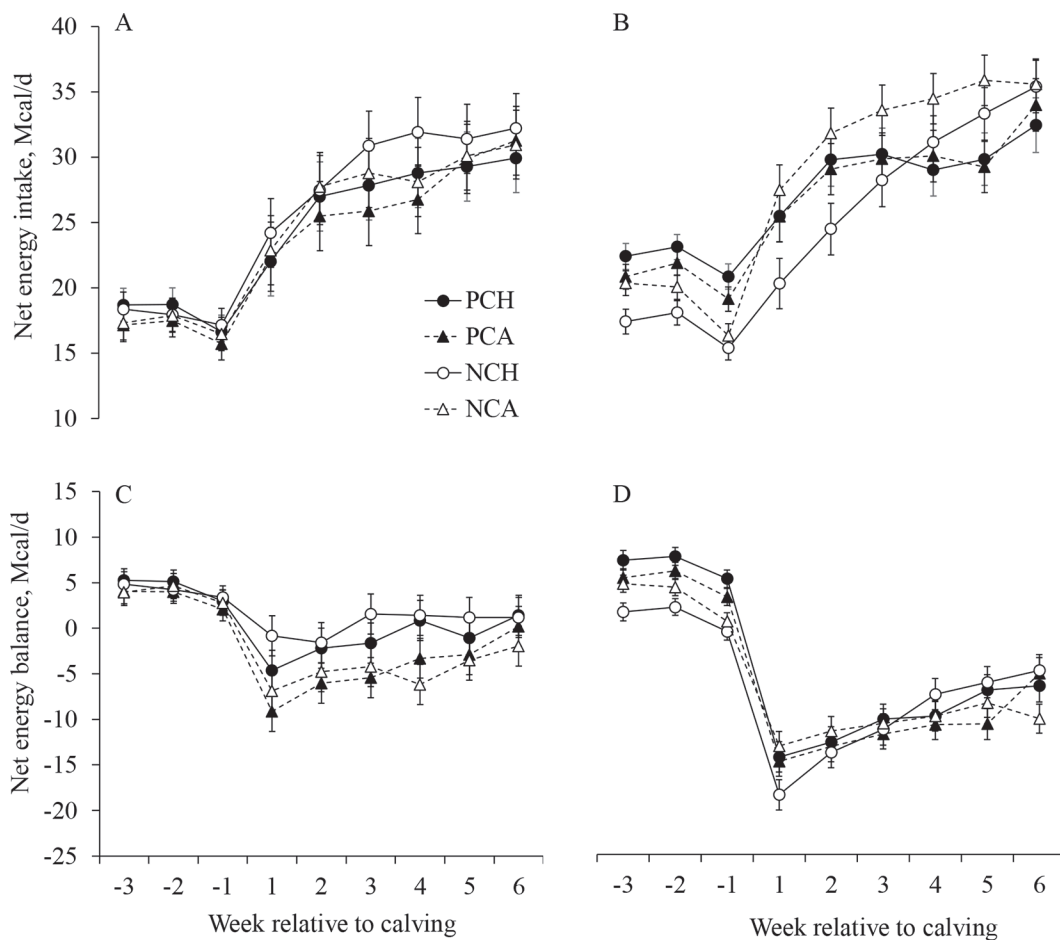 A
B
Net energy intake, Mcal/d
40
35
30
25
20
15
10
PCH
PCA
NCH
NCA
C
D
Net energy balance, Mcal/d
15
10
5
0
-5
-10
-15
-20
-25
-3 -2 -1 1 2 3 4 5 6
-3 -2 -1 1 2 3 4 5 6
Week relative to calving
Week relative to calving